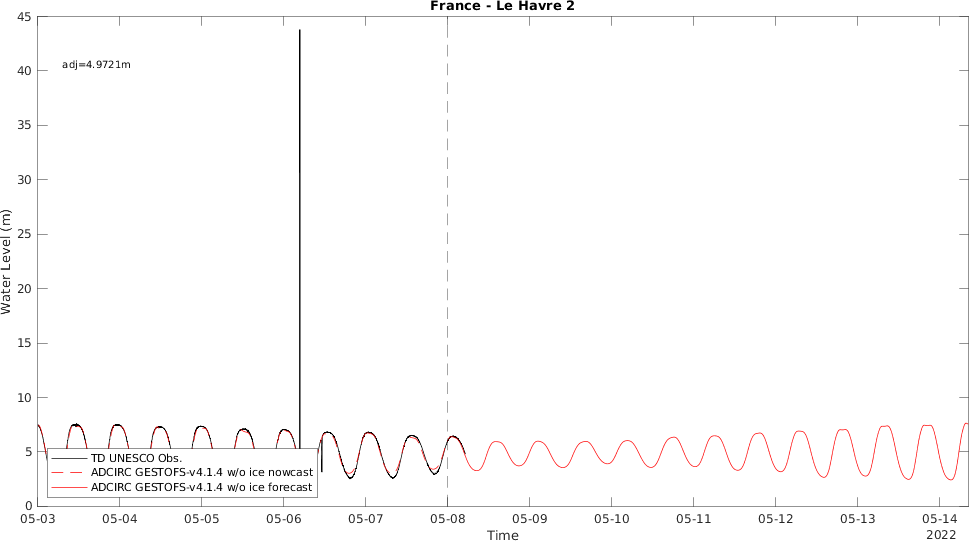 France - Le Havre 2
45
40
35
30
25
20
15
10
5
0
adj=4.9721m
Water Level (m)
TD UNESCO Obs.
ADCIRC GESTOFS-v4.1.4 w/o ice nowcast
ADCIRC GESTOFS-v4.1.4 w/o ice forecast
05-03 05-04 05-05 05-06 05-07 05-08 05-09 05-10 05-11 05-12 05-13 05-14
Time
2022